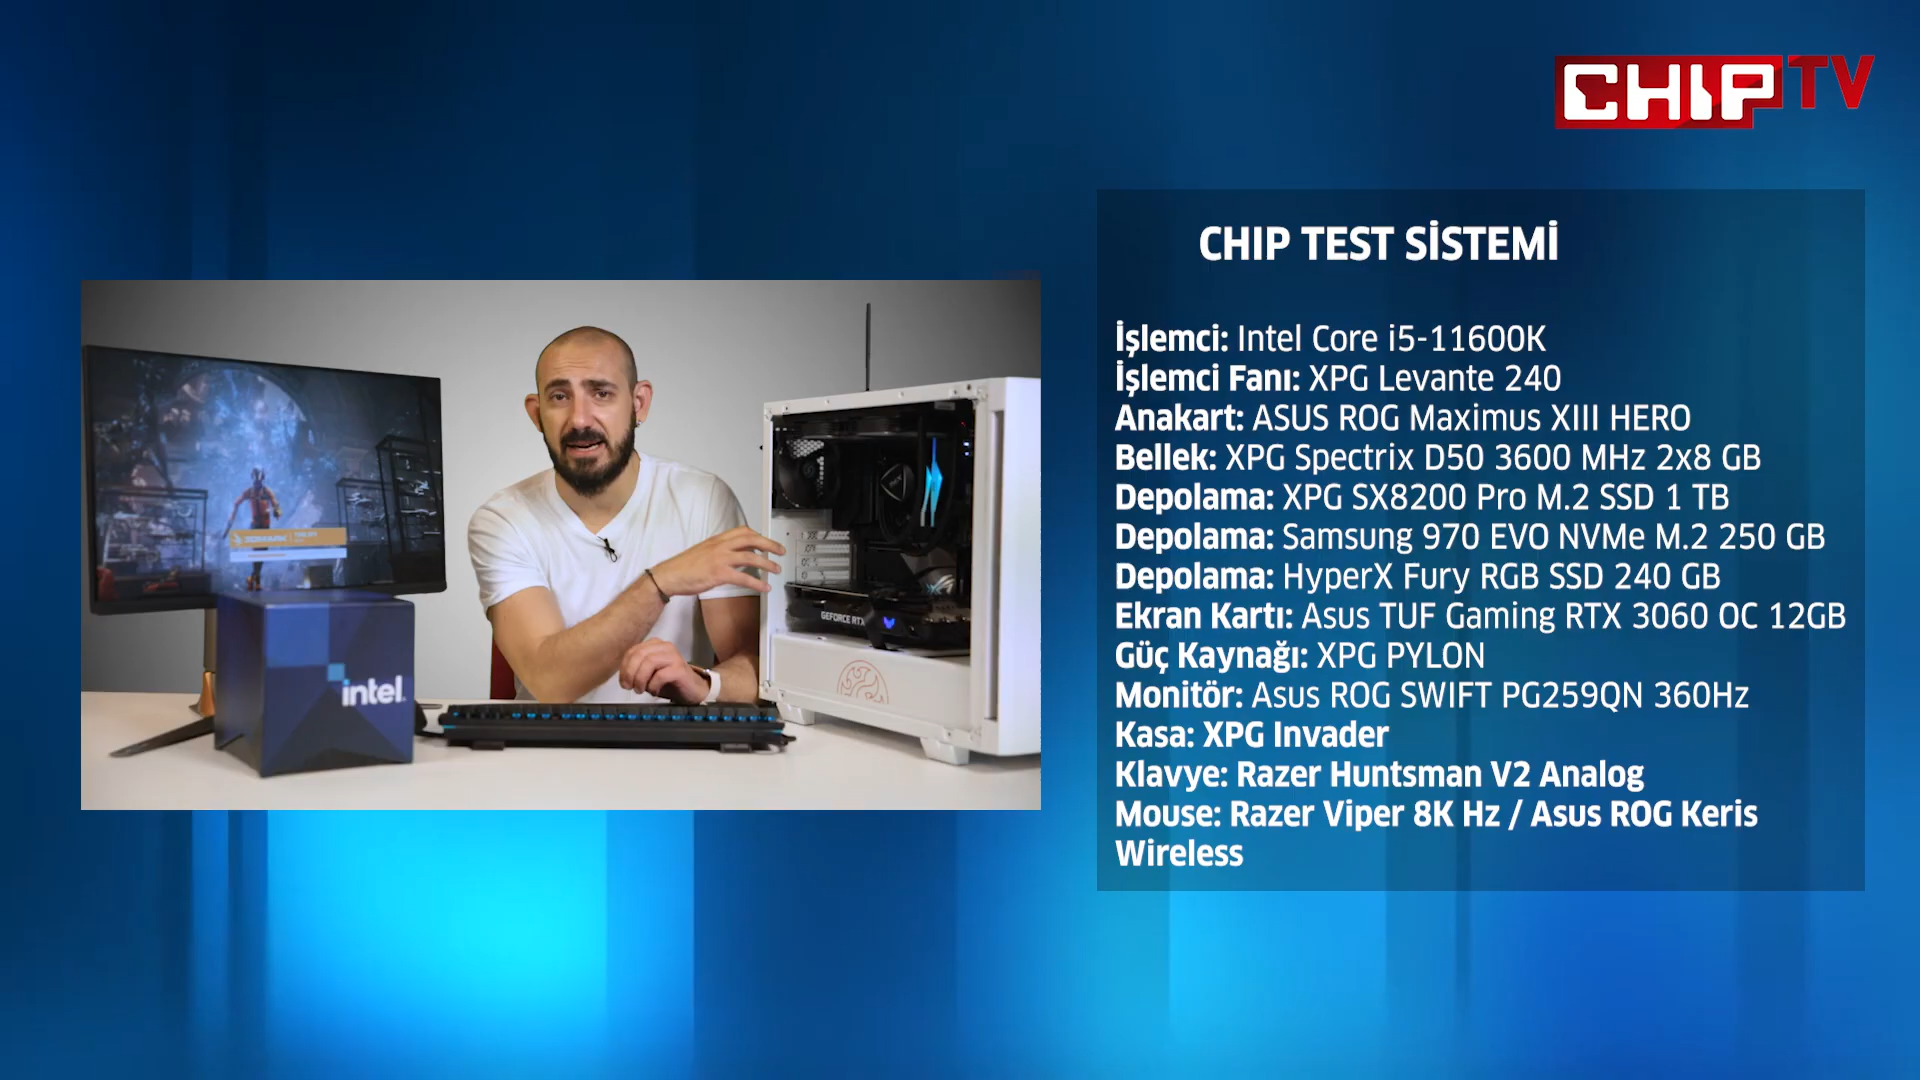 CHIP TV
CHIP TEST SİSTEMİ
İşlemci: Intel Core i5-11600K
İşlemci Fanı: XPG Levante 240
Anakart: ASUS ROG Maximus XIII HERO
Bellek: XPG Spectrix D50 3600 MHz 2x8 GB
Depolama: XPG SX8200 Pro M.2 SSD 1 TB
Depolama: Samsung 970 EVO NVMe M.2 250 GB
Depolama: HyperX Fury RGB SSD 240 GB
Ekran Kartı: Asus TUF Gaming RTX 3060 OC 12GB
Güç Kaynağı: XPG PYLON
Monitör: Asus ROG SWIFT PG259QN 360Hz
Kasa: XPG Invader
Klavye: Razer Huntsman V2 Analog
Mouse: Razer Viper 8K Hz / Asus ROG Keris
Wireless
3DMARK
intel.
GEFORCE RTX